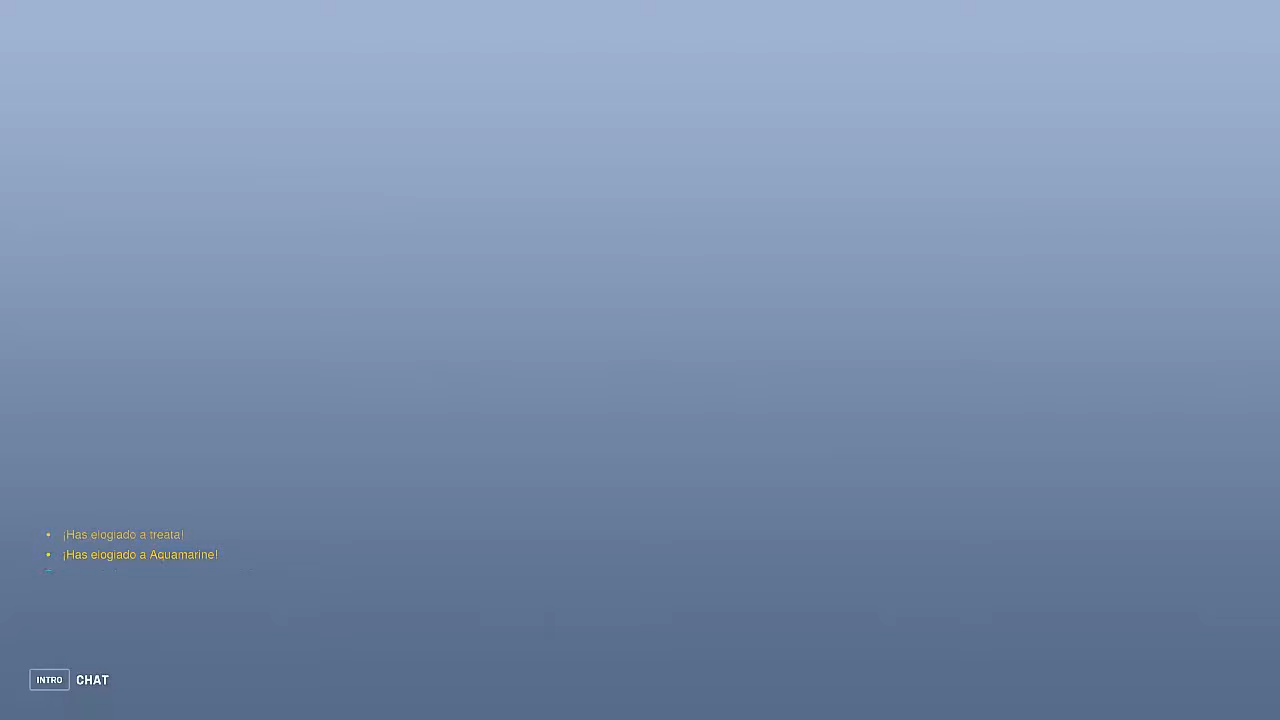 • ¡Has elogiado a treata!
• ¡Has elogiado a Aquamarine!
INTRO CHAT